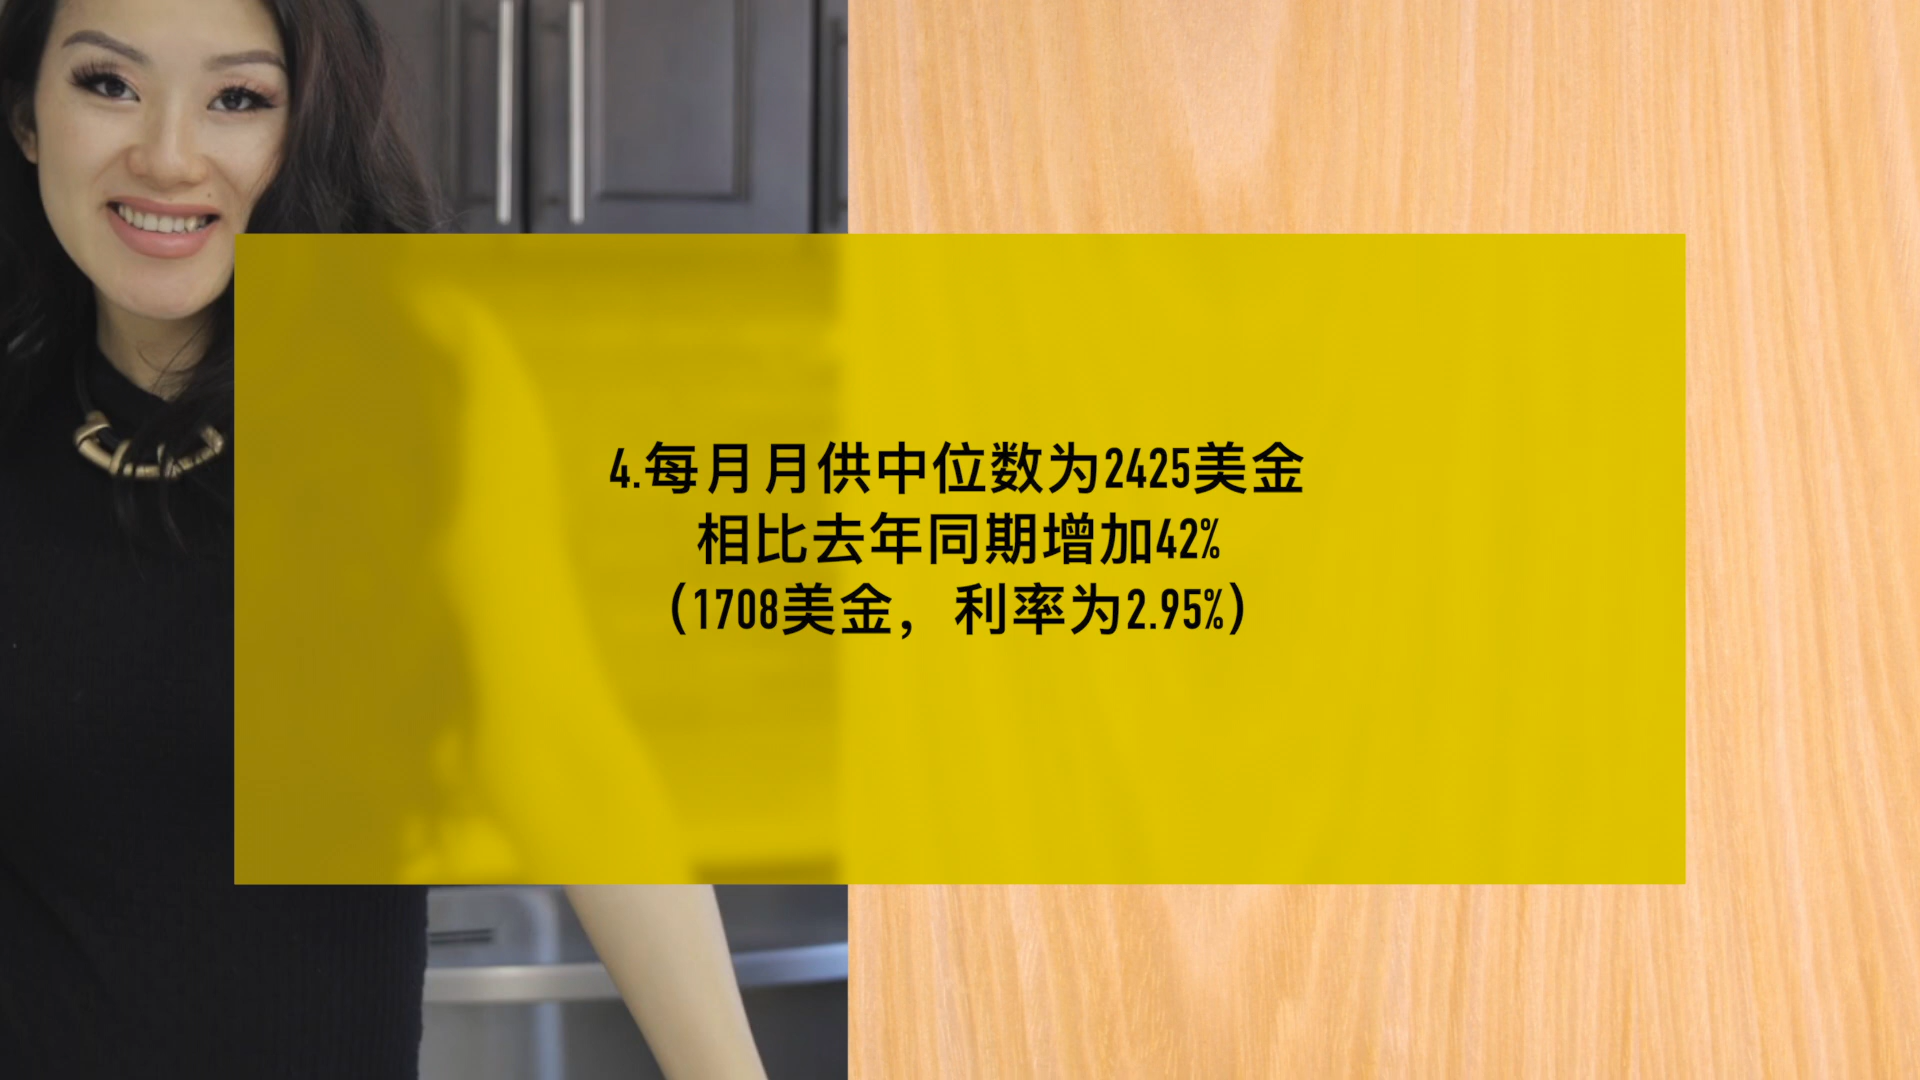 4.每月月供中位数为2425美金
相比去年同期增加42%
（1708美金，利率为2.95%）